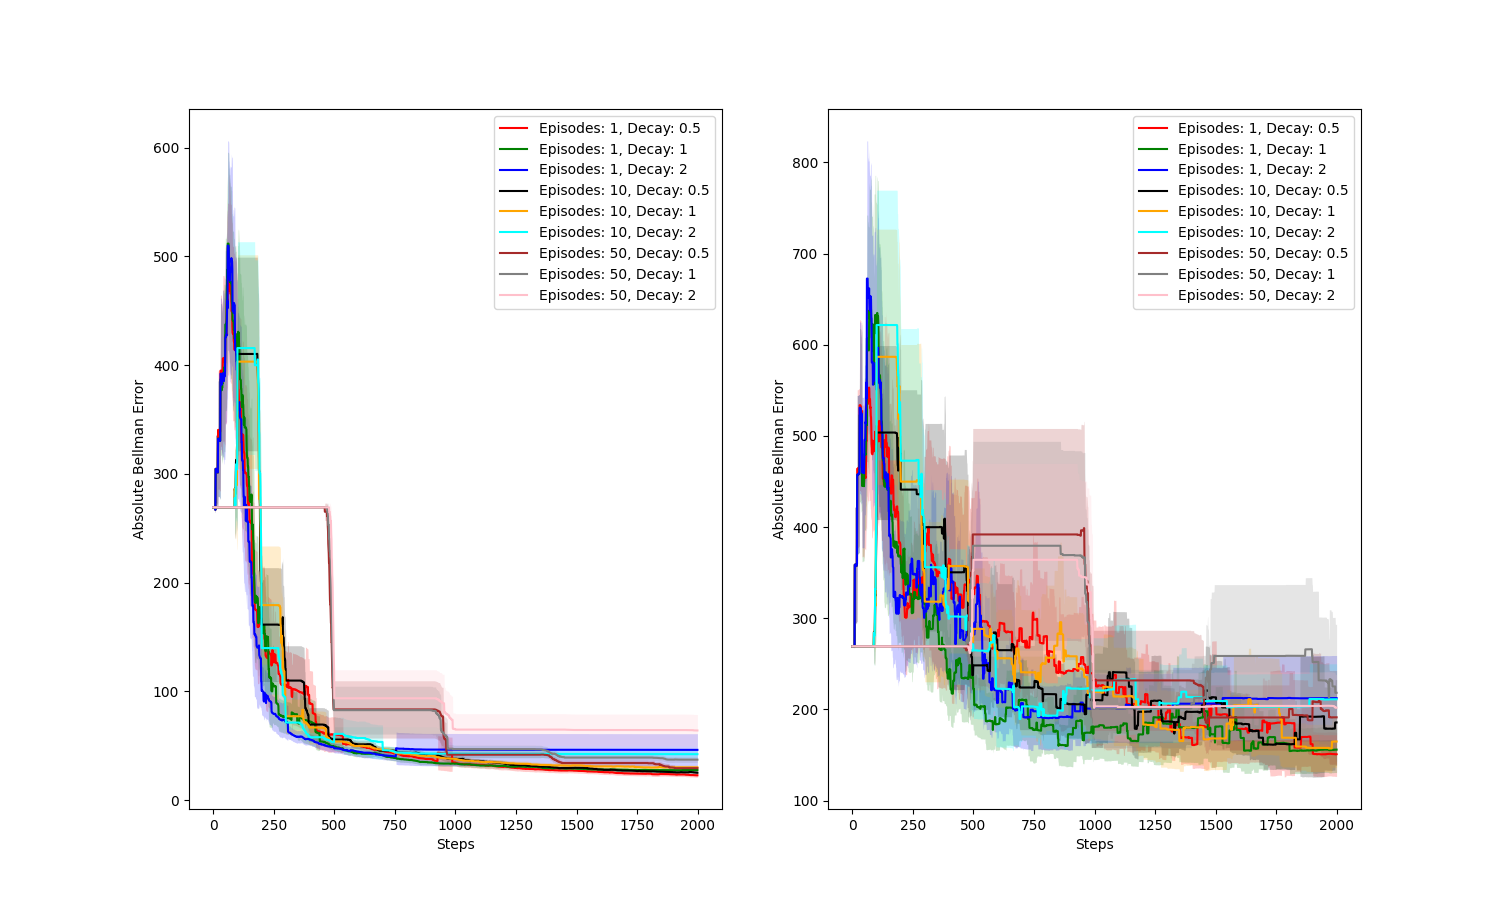 Absolute Bellman Error
600
500
400
300
200
100
0
0
250
500
750
1000
1250
1500
1750
2000
Steps
Episodes: 1, Decay: 0.5
Episodes: 1, Decay: 1
Episodes: 1, Decay: 2
Episodes: 10, Decay: 0.5
Episodes: 10, Decay: 1
Episodes: 10, Decay: 2
Episodes: 50, Decay: 0.5
Episodes: 50, Decay: 1
Episodes: 50, Decay: 2
Absolute Bellman Error
800
700
600
500
400
300
200
100
0
250
500
750
1000
1250
1500
1750
2000
Steps
Episodes: 1, Decay: 0.5
Episodes: 1, Decay: 1
Episodes: 1, Decay: 2
Episodes: 10, Decay: 0.5
Episodes: 10, Decay: 1
Episodes: 10, Decay: 2
Episodes: 50, Decay: 0.5
Episodes: 50, Decay: 1
Episodes: 50, Decay: 2